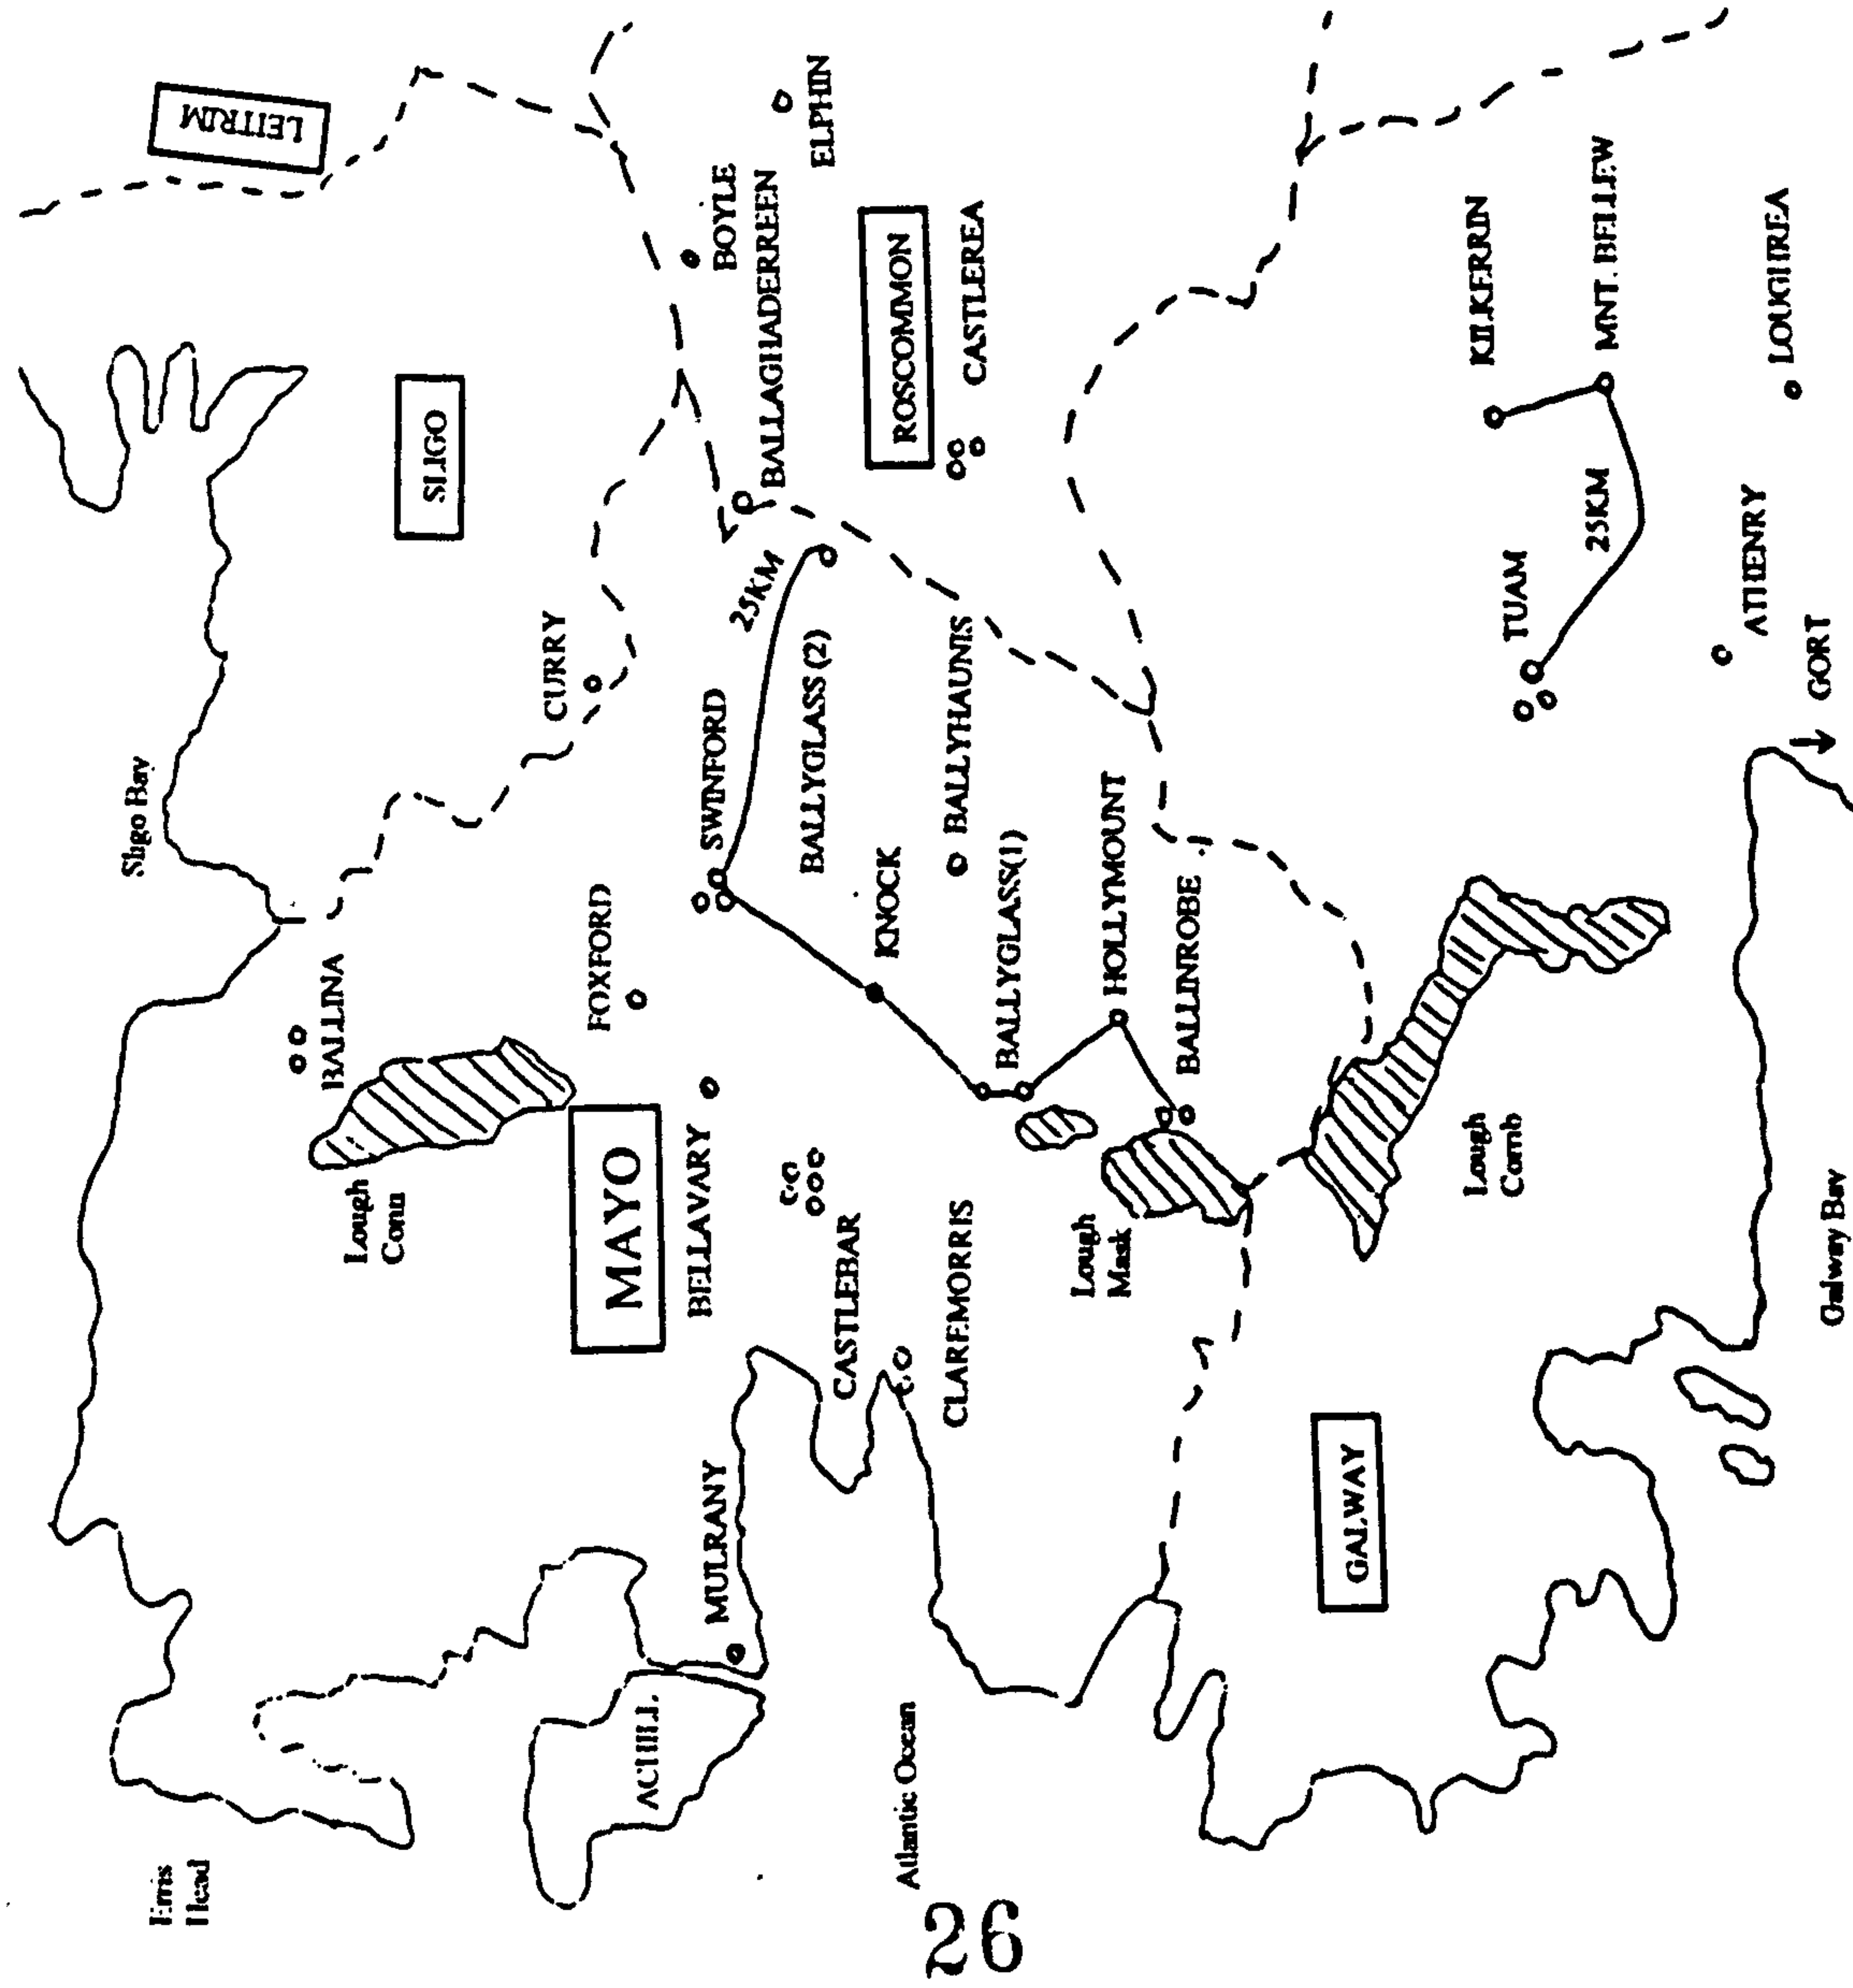 LEITRIM
Sligo Bay
SLIGO
BALLINA
Lough
Conn
CURRY
FOXFORD
BOYLE
BALLAGHADERREEN
ELPHIN
MAYO
BELLAVARY
SWINFORD
25KM
BALLYGLASS (2)
ROSCOMMON
CASTLEREA
MULRANY
ACHILL
CASTLEBAR
KNOCK
BALLYHAUNIS
CLAREMORRIS
BALLYGLASS(1)
Atlantic Ocean
Lough
Mask
HOLLYMOUNT
BALLINROBE
Head
GALWAY
Lough
TUAM
25KM
KILKERRIN
MNT. BELLEW
ATHENRY
LOUGHREA
GORT
Galway Bay
26